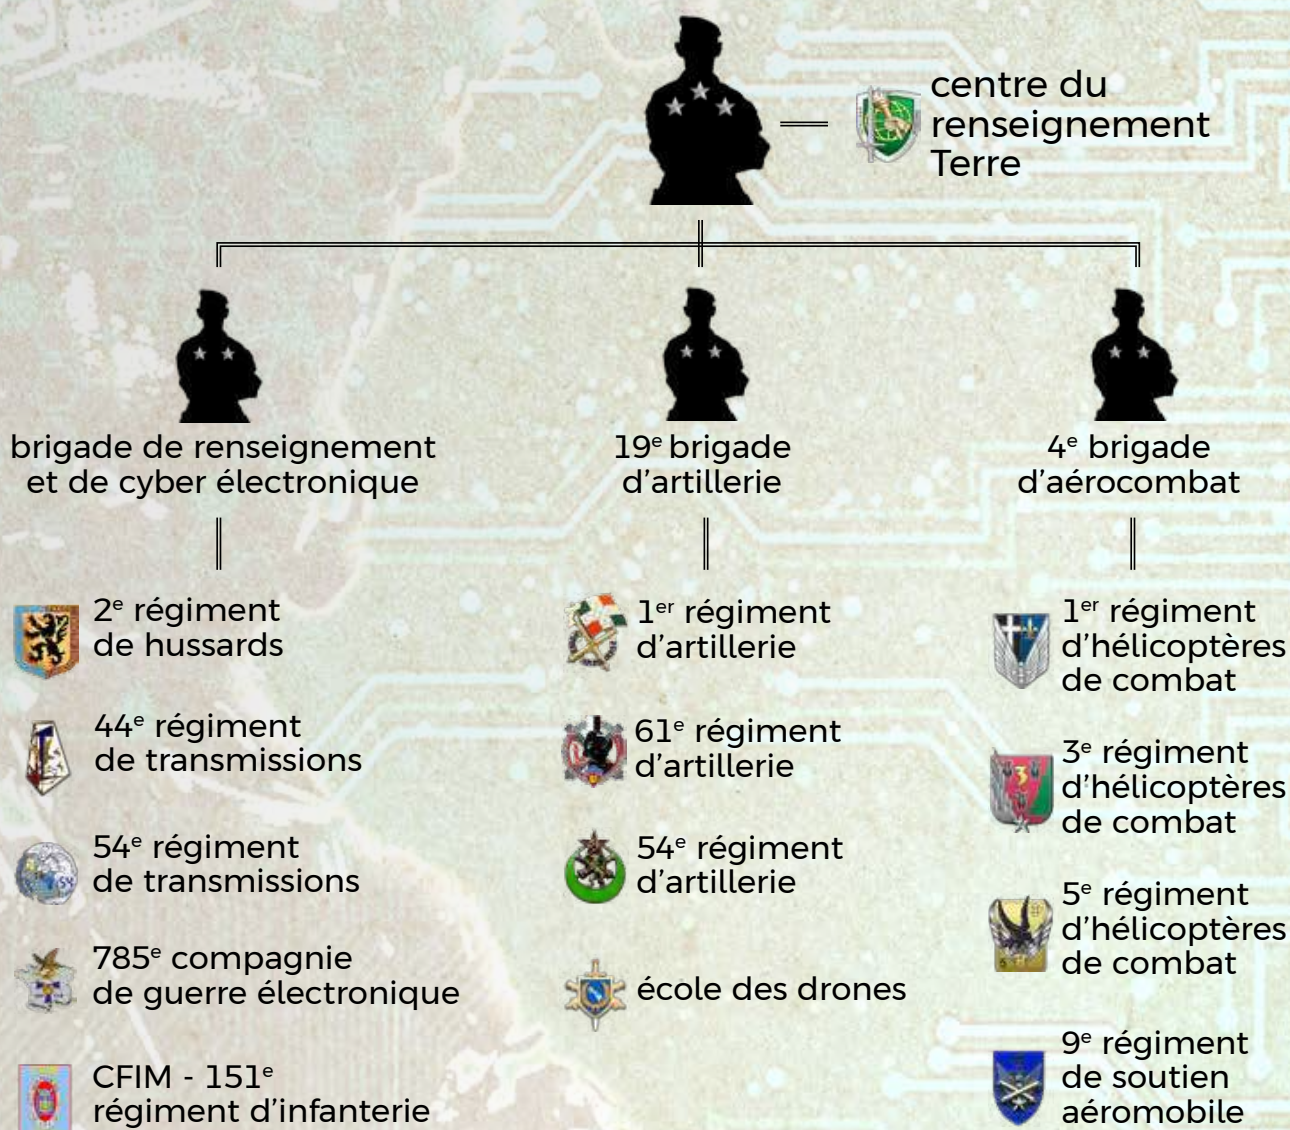 centre du
renseignement
Terre
brigade de renseignement
et de cyber électronique
2e régiment
de hussards
44e régiment
de transmissions
54e régiment
de transmissions
785e compagnie
de guerre électronique
CFIM - 151e
régiment d'infanterie
19e brigade
d'artillerie
1er régiment
d'artillerie
61e régiment
d'artillerie
54e régiment
d'artillerie
école des drones
4e brigade
d'aérocombat
1er régiment
d'hélicoptères
de combat
3e régiment
d'hélicoptères
de combat
5e régiment
d'hélicoptères
de combat
9e régiment
de soutien
aéromobile